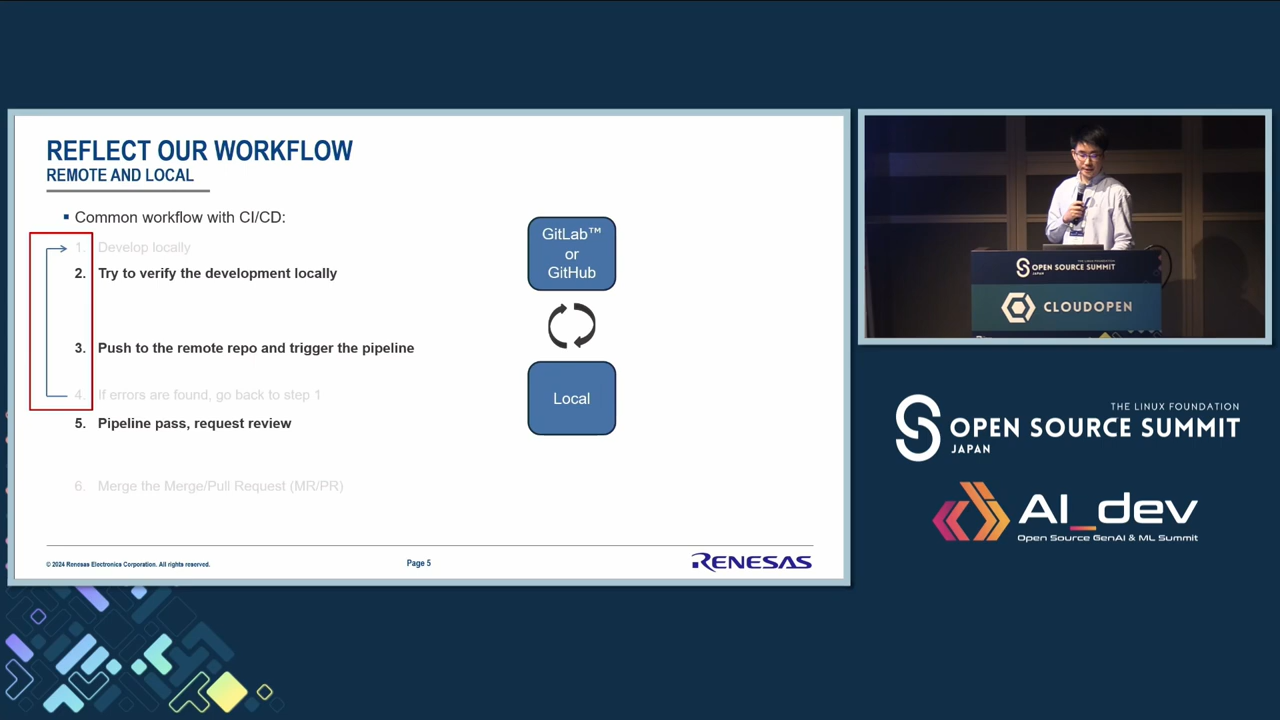 REFLECT OUR WORKFLOW
REMOTE AND LOCAL
▪ Common workflow with CI/CD:
1. Develop locally
2. Try to verify the development locally
3. Push to the remote repo and trigger the pipeline
4. If errors are found, go back to step 1
5. Pipeline pass, request review
6. Merge the Merge/Pull Request (MR/PR)
GitLab™
or
GitHub
Local
© 2024 Renesas Electronics Corporation. All rights reserved.
Page 5
RENESAS
THE LINUX FOUNDATION
OPEN SOURCE SUMMIT
JAPAN
CLOUDOPEN
THE LINUX FOUNDATION
OPEN SOURCE SUMMIT
JAPAN
AI_dev
Open Source GenAI & ML Summit